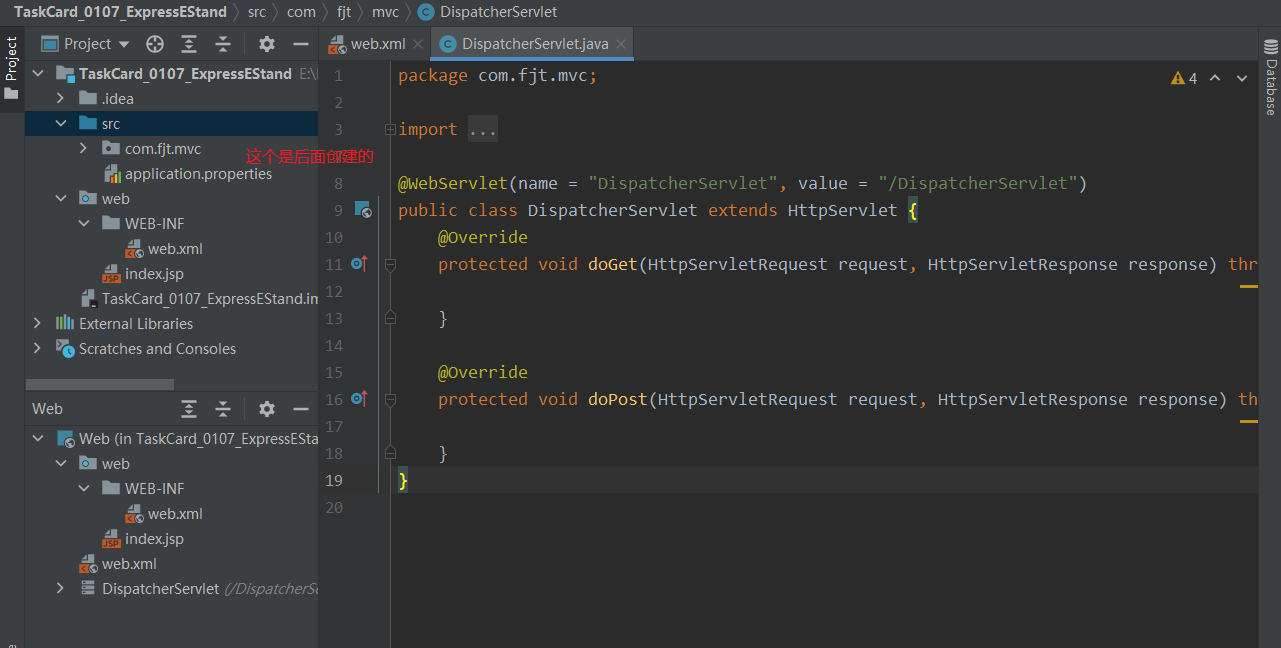 TaskCard_0107_ExpressEStand src com fjt mvc DispatcherServlet
Project
Project
TaskCard_0107_ExpressEStand E:\
.idea
src
com.fjt.mvc
这个是后面创建的
application.properties
web
WEB-INF
web.xml
index.jsp
TaskCard_0107_ExpressEStand.im
External Libraries
Scratches and Consoles
Web
Web (in TaskCard_0107_ExpressESta
web
WEB-INF
web.xml
index.jsp
web.xml
DispatcherServlet (/DispatcherSe
web.xml DispatcherServlet.java
4
Database
1 package com.fjt.mvc;
2
3 import ...
7
8 @WebServlet(name = "DispatcherServlet", value = "/DispatcherServlet")
9 public class DispatcherServlet extends HttpServlet {
10 @Override
11 protected void doGet(HttpServletRequest request, HttpServletResponse response) thr
12
13 }
14
15 @Override
16 protected void doPost(HttpServletRequest request, HttpServletResponse response) th
17
18 }
19 }
20